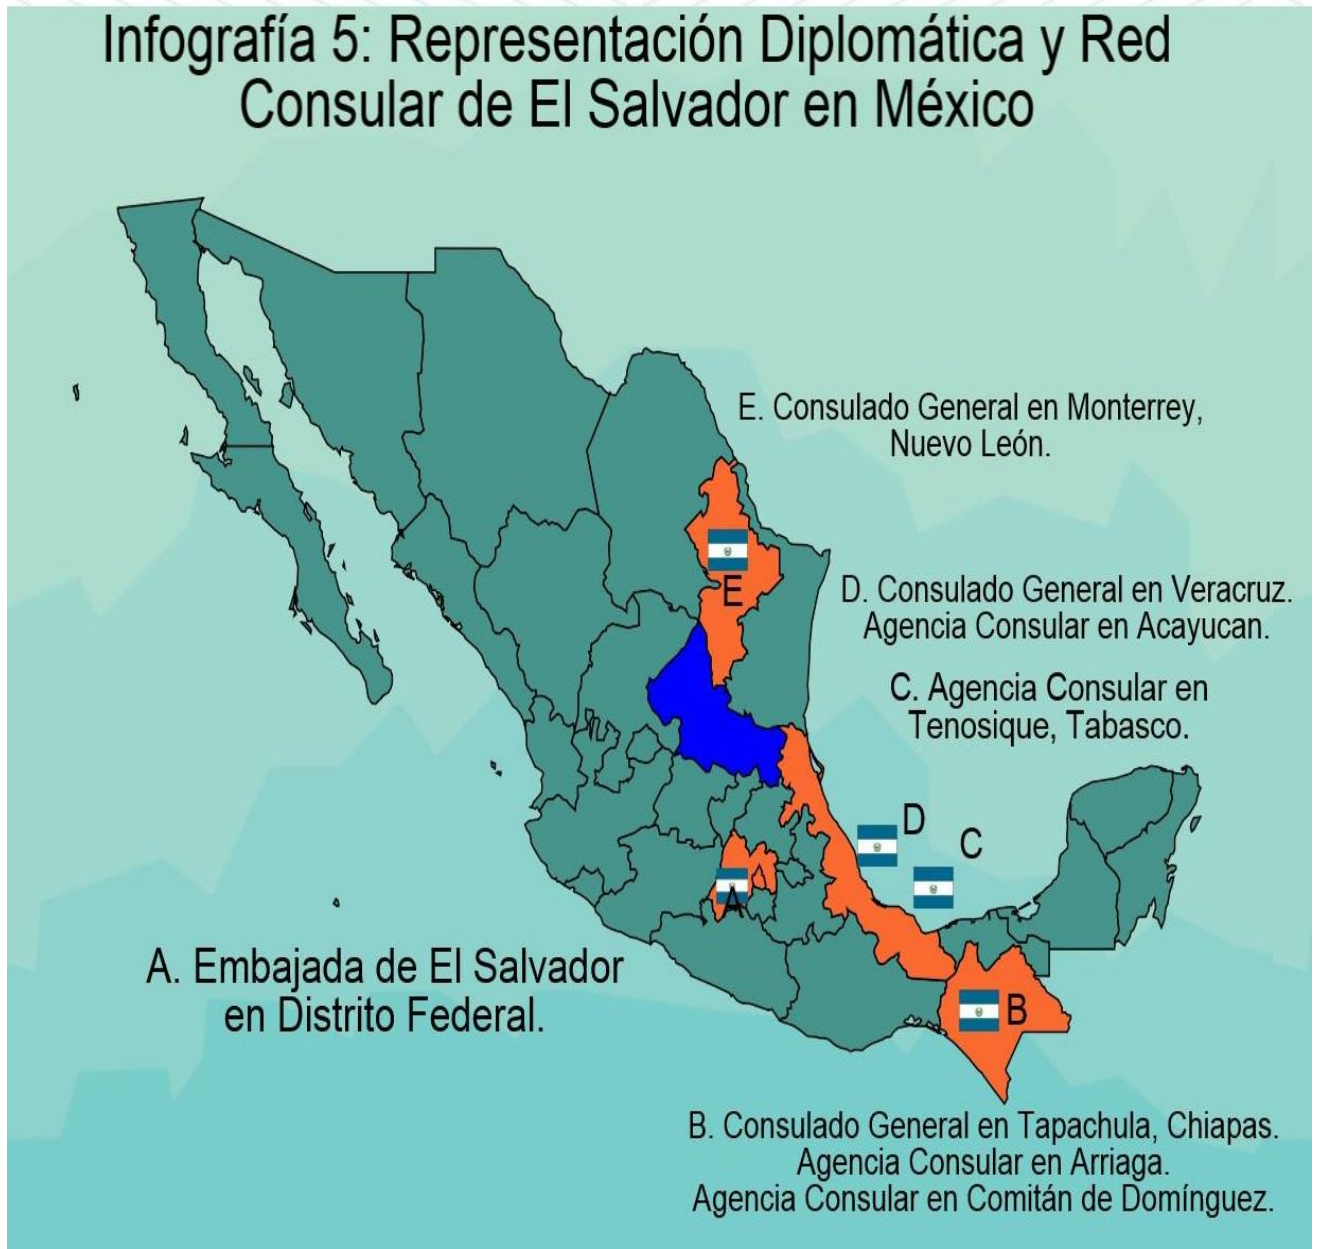 Infografía 5: Representación Diplomática y Red
Consular de El Salvador en México
E. Consulado General en Monterrey,
Nuevo León.
E
D. Consulado General en Veracruz.
Agencia Consular en Acayucan.
C. Agencia Consular en
Tenosique, Tabasco.
D
C
A
A. Embajada de El Salvador
en Distrito Federal.
B
B. Consulado General en Tapachula, Chiapas.
Agencia Consular en Arriaga.
Agencia Consular en Comitán de Domínguez.